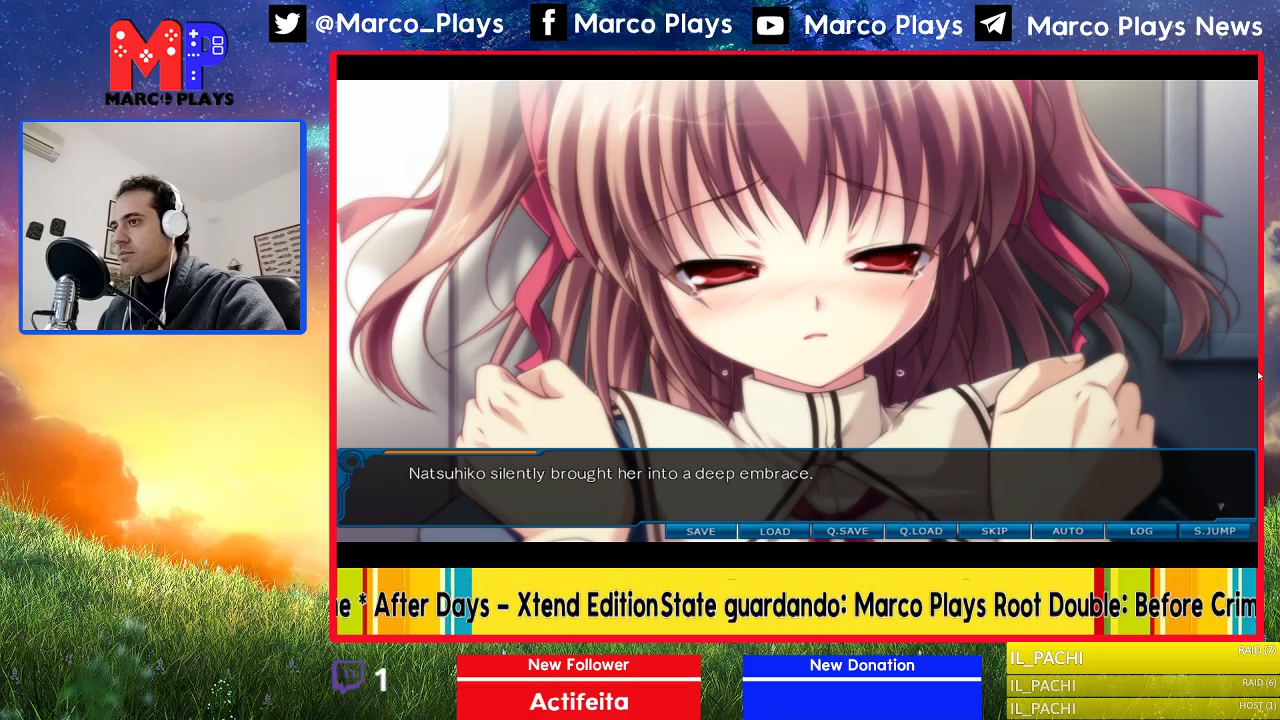 @Marco_Plays
Marco Plays
Marco Plays
Marco Plays News
MP
MARCO PLAYS
Natsuhiko silently brought her into a deep embrace.
SAVE
LOAD
Q.SAVE
Q.LOAD
SKIP
AUTO
LOG
S.JUMP
e * After Days - Xtend EditionState guardando: Marco Plays Root Double: Before Crim
1
New Follower
Actifeita
New Donation
IL_PACHI RAID (7)
IL_PACHI RAID (6)
IL_PACHI HOST (1)